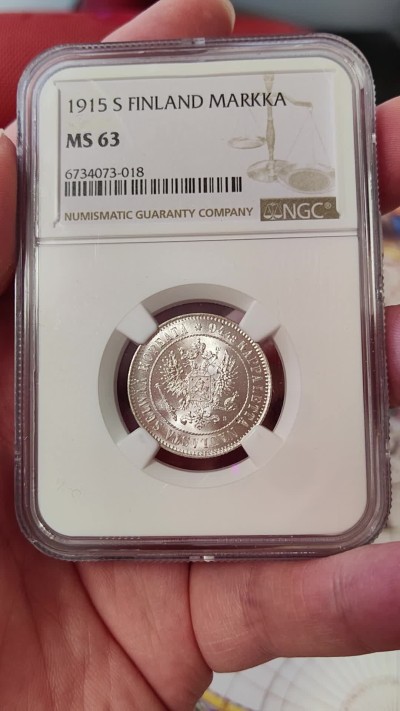 1915 S FINLAND MARKKA
MS 63
6734073-018
NUMISMATIC GUARANTY COMPANY
NGC®